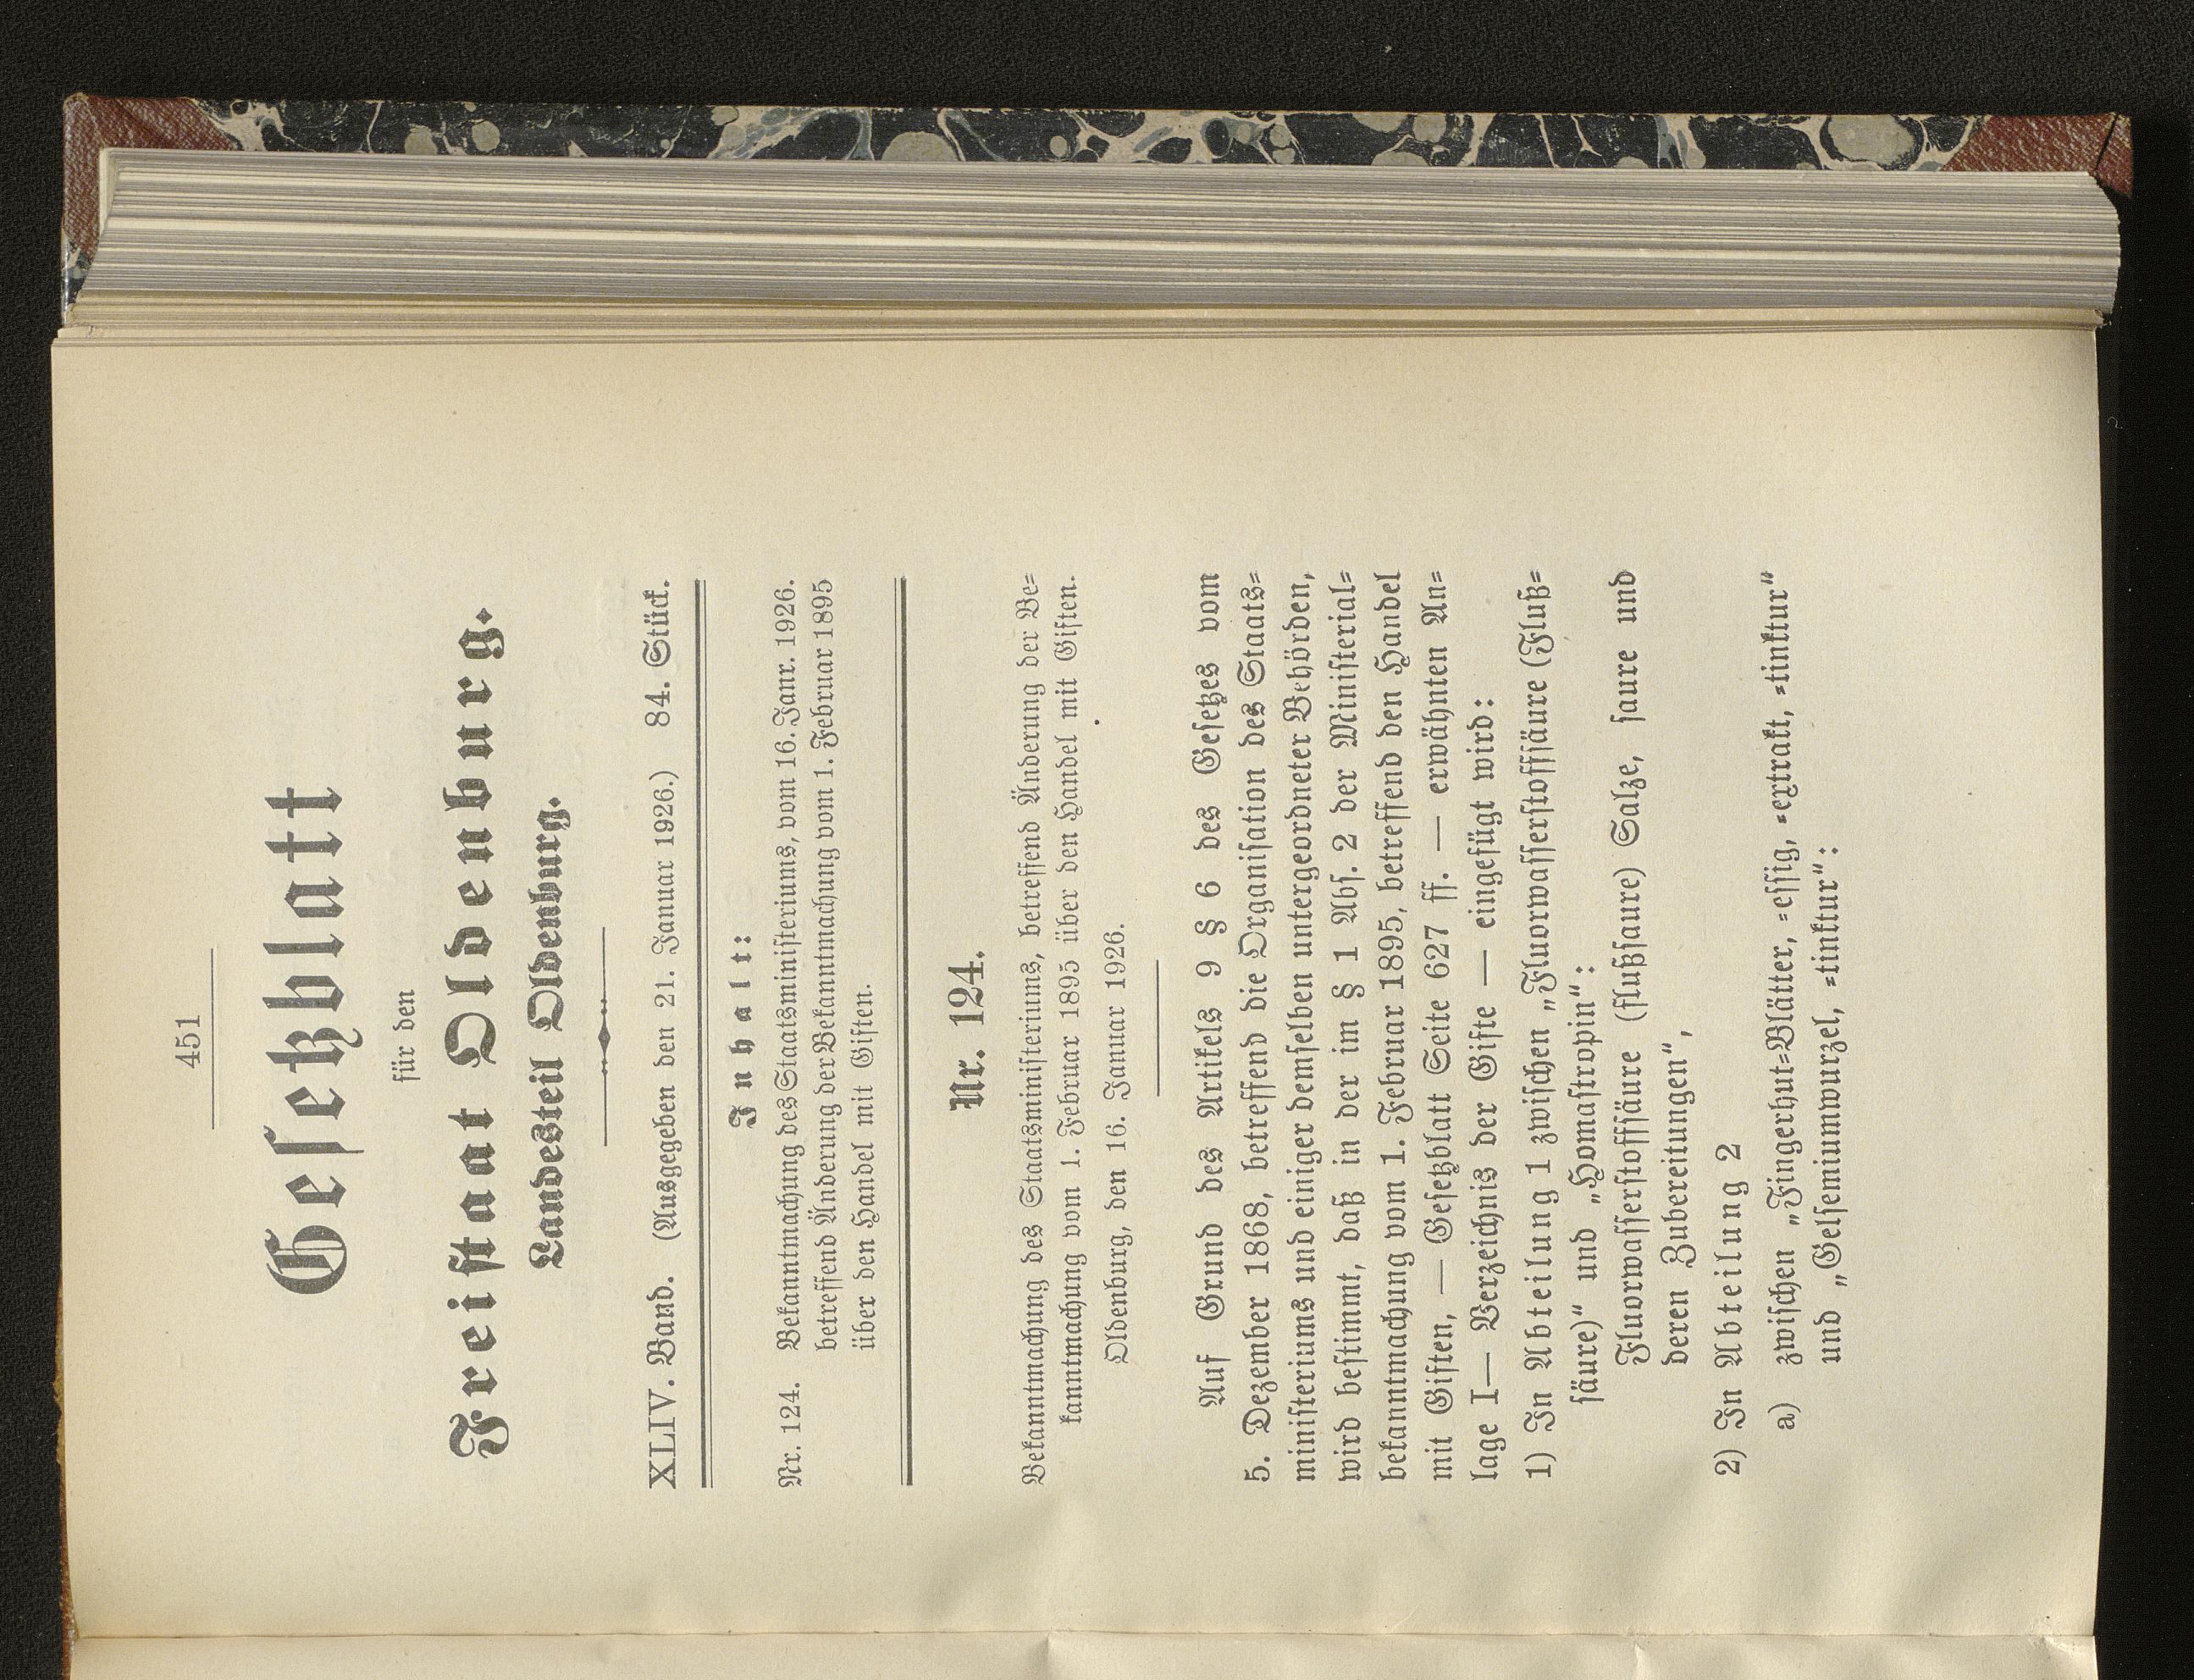 451
Gesetzblatt
für den
Freistaat Oldenburg.
Landesteil Oldenburg.
XLIV. Band. (Ausgegeben den 21. Januar 1926.) 84. Stück.
Inhalt:
Nr. 124. Bekanntmachung des Staatsministeriums, vom 16. Janr. 1926.
betreffend Änderung der Bekanntmachung vom 1. Februar 1895
über den Handel mit Giften.
Nr. 124.
Bekanntmachung des Staatsministeriums, betreffend Änderung der Be=
kanntmachung vom 1. Februar 1895 über den Handel mit Giften.
Oldenburg, den 16. Januar 1926.
Auf Grund des Artikels 9 § 6 des Gesetzes vom
5. Dezember 1868, betreffend die Organisation des Staats=
ministeriums und einiger demselben untergeordneter Behörden,
wird bestimmt, daß in der im § 1 Abs. 2 der Ministerial=
bekanntmachung vom 1. Februar 1895, betreffend den Handel
mit Giften, — Gesetzblatt Seite 627 ff. — erwähnten An=
lage I— Verzeichnis der Gifte — eingefügt wird:
1) In Abteilung 1 zwischen „Fluorwasserstoffsäure (Fluß=
säure)“ und „Homastropin“:
Fluorwasserstoffsäure (flußsaure) Salze, saure und
deren Zubereitungen“,
2) In Abteilung 2
a) zwischen „Fingerhut=Blätter, =essig, =extrakt, =tinktur“
und „Gelseminumwurzel, =tinktur“: